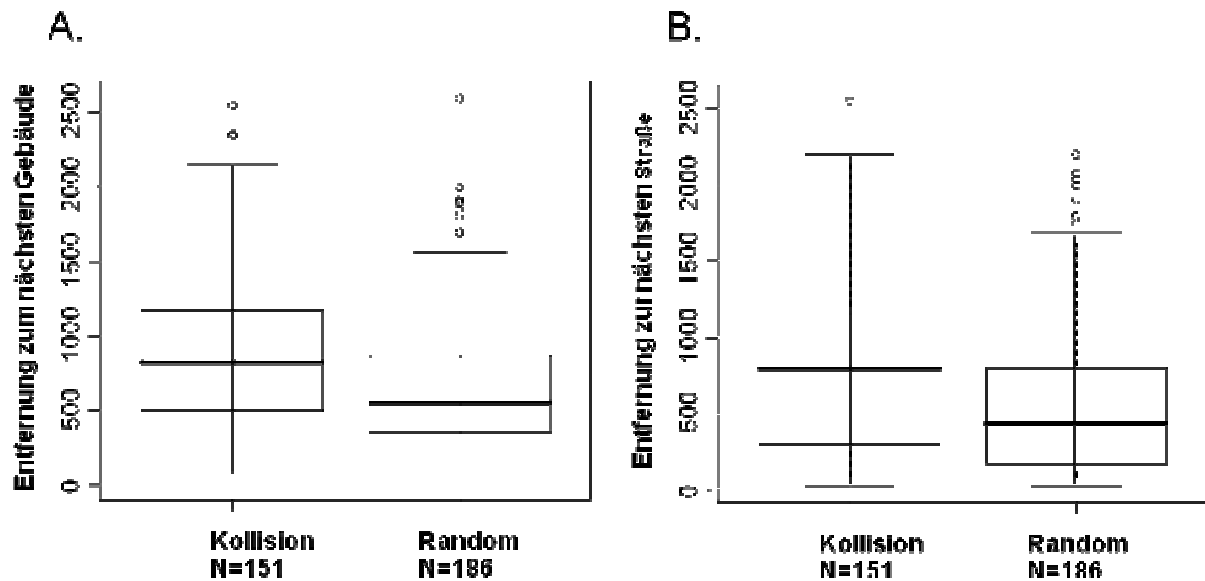 A.
Entfernung zum nächsten Gebäude
2500
2000
1500
1000
500
0
Kollision
N=151
Random
N=186
B.
Entfernung zur nächsten Straße
2500
2000
1500
1000
500
0
Kollision
N=151
Random
N=186